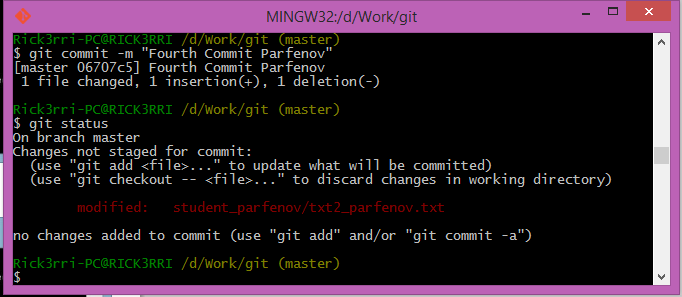 MINGW32:/d/Work/git
Rick3rri-PC@RICK3RRI /d/Work/git (master)
$ git commit -m "Fourth Commit Parfenov"
[master 06707c5] Fourth Commit Parfenov
 1 file changed, 1 insertion(+), 1 deletion(-)
Rick3rri-PC@RICK3RRI /d/Work/git (master)
$ git status
On branch master
Changes not staged for commit:
  (use "git add <file>..." to update what will be committed)
  (use "git checkout -- <file>..." to discard changes in working directory)
        modified:   student_parfenov/txt2_parfenov.txt
no changes added to commit (use "git add" and/or "git commit -a")
Rick3rri-PC@RICK3RRI /d/Work/git (master)
$